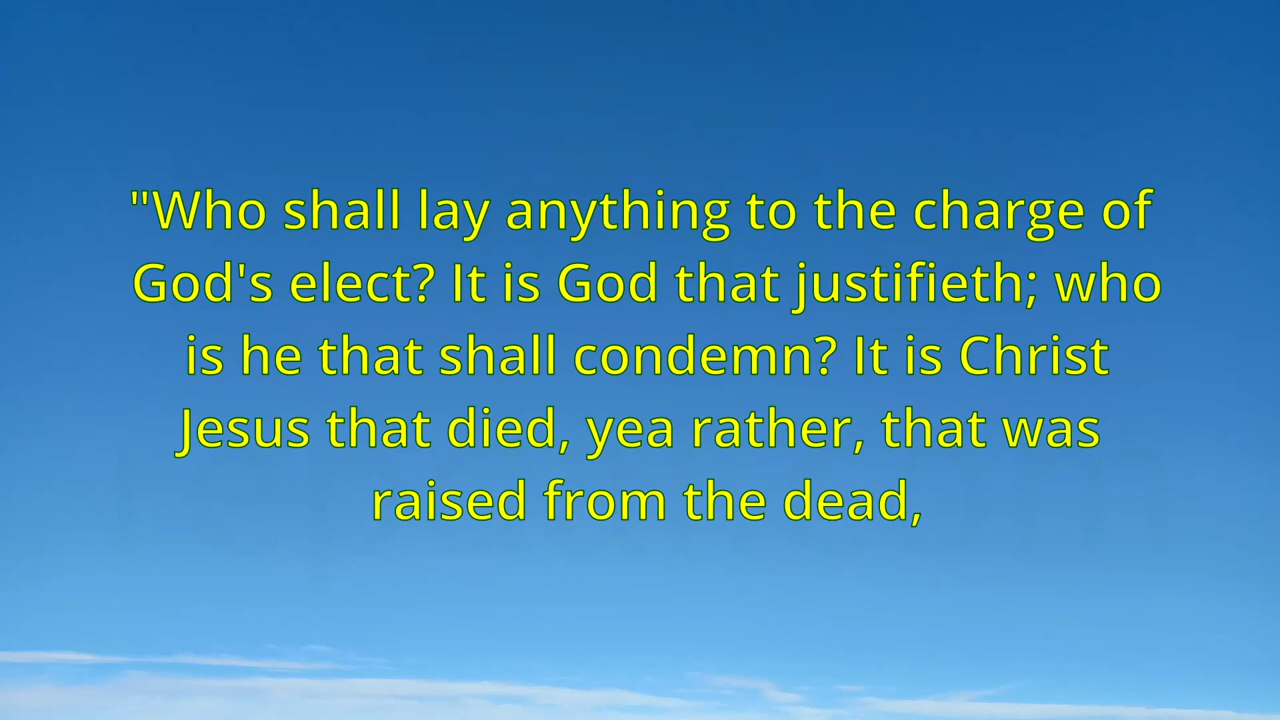 "Who shall lay anything to the charge of
God's elect? It is God that justifieth; who
is he that shall condemn? It is Christ
Jesus that died, yea rather, that was
raised from the dead,